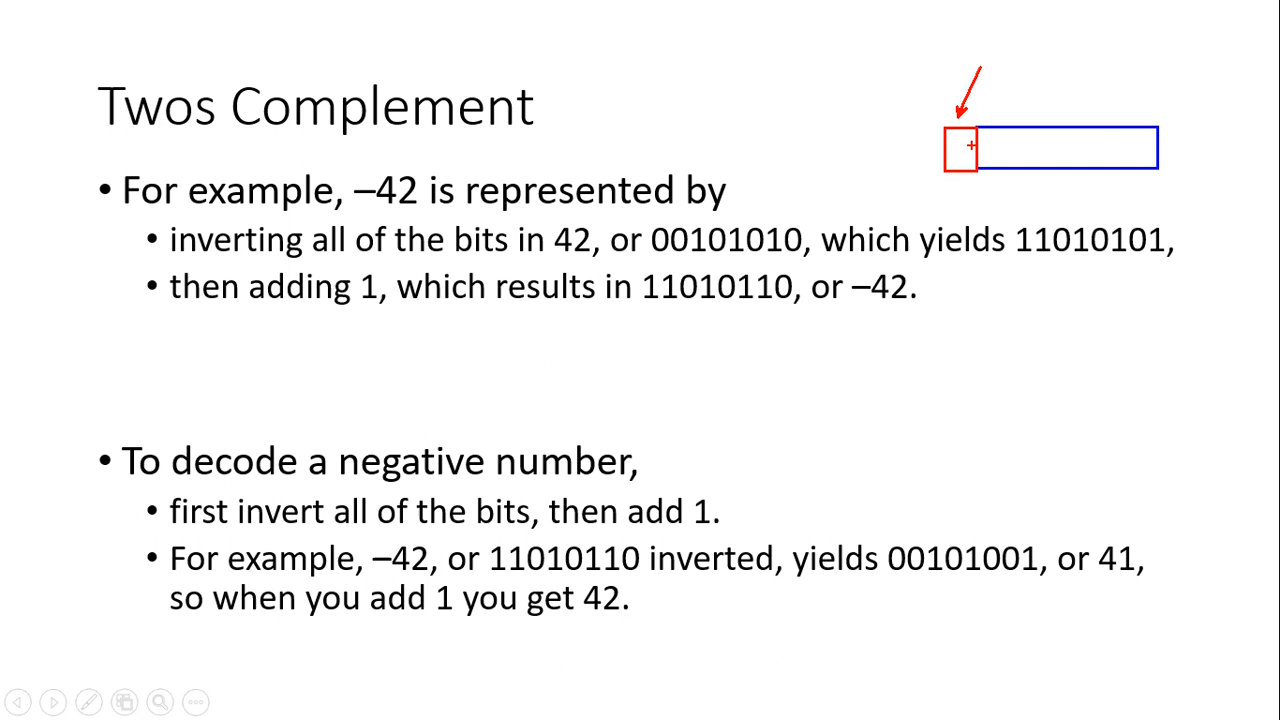 Twos Complement
• For example, –42 is represented by
• inverting all of the bits in 42, or 00101010, which yields 11010101,
• then adding 1, which results in 11010110, or –42.
• To decode a negative number,
• first invert all of the bits, then add 1.
• For example, –42, or 11010110 inverted, yields 00101001, or 41,
so when you add 1 you get 42.